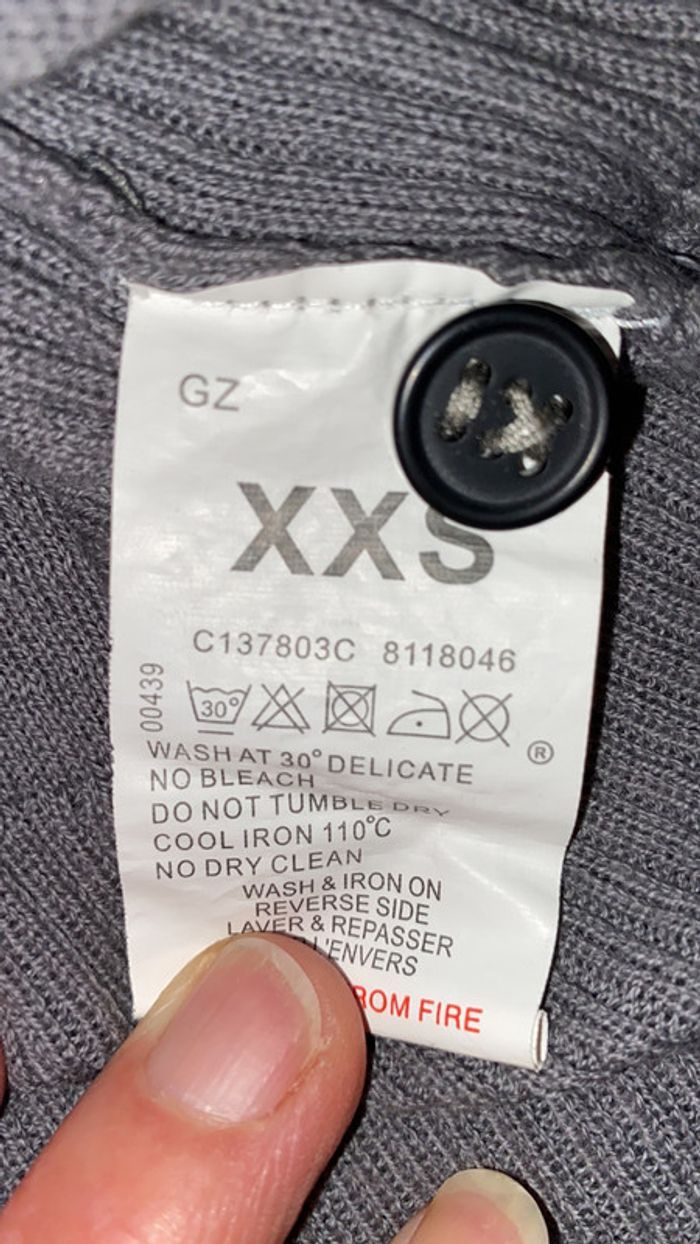 GZ
XXS
C137803C 8118046
00439
30°
®
WASH AT 30° DELICATE
NO BLEACH
DO NOT TUMBLE DRY
COOL IRON 110°C
NO DRY CLEAN
WASH & IRON ON
REVERSE SIDE
LAVER & REPASSER
L'ENVERS
FIRE